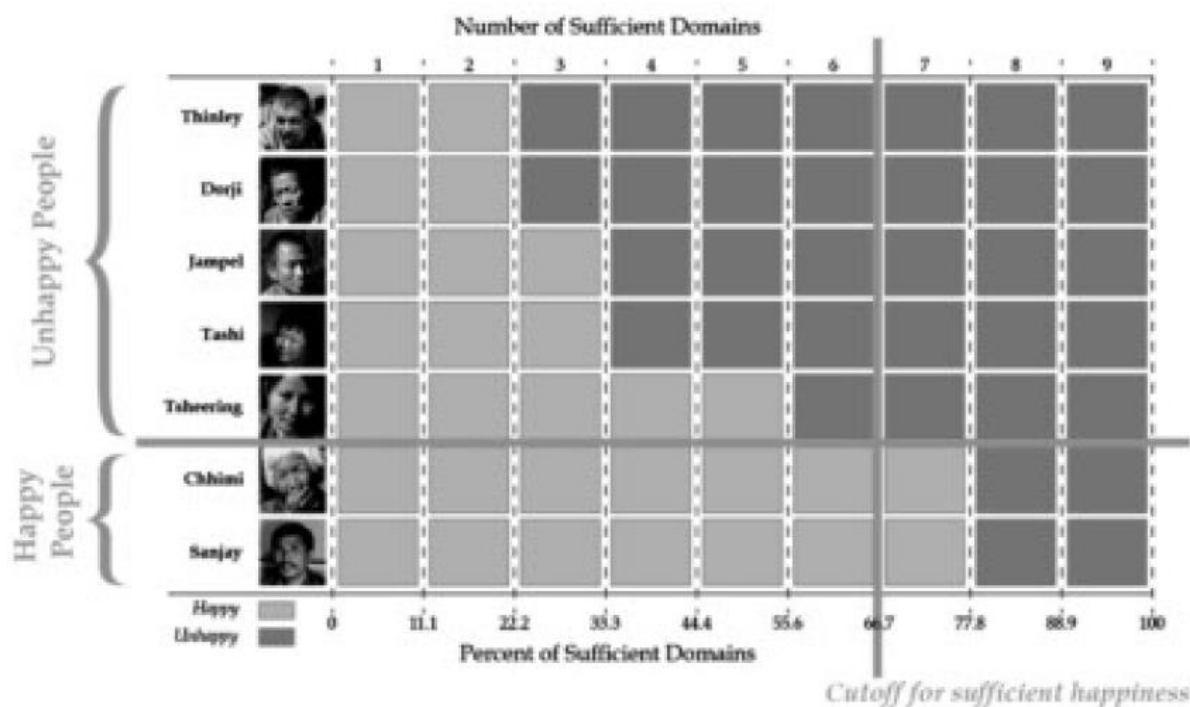 Number of Sufficient Domains
1 2 3 4 5 6 7 8 9
Unhappy People
Thinley
Dorji
Jampel
Tashi
Tsheering
Happy
People
Chhimi
Sanjay
Happy
Unhappy
0 11.1 22.2 33.3 44.4 55.6 66.7 77.8 88.9 100
Percent of Sufficient Domains
Cutoff for sufficient happiness